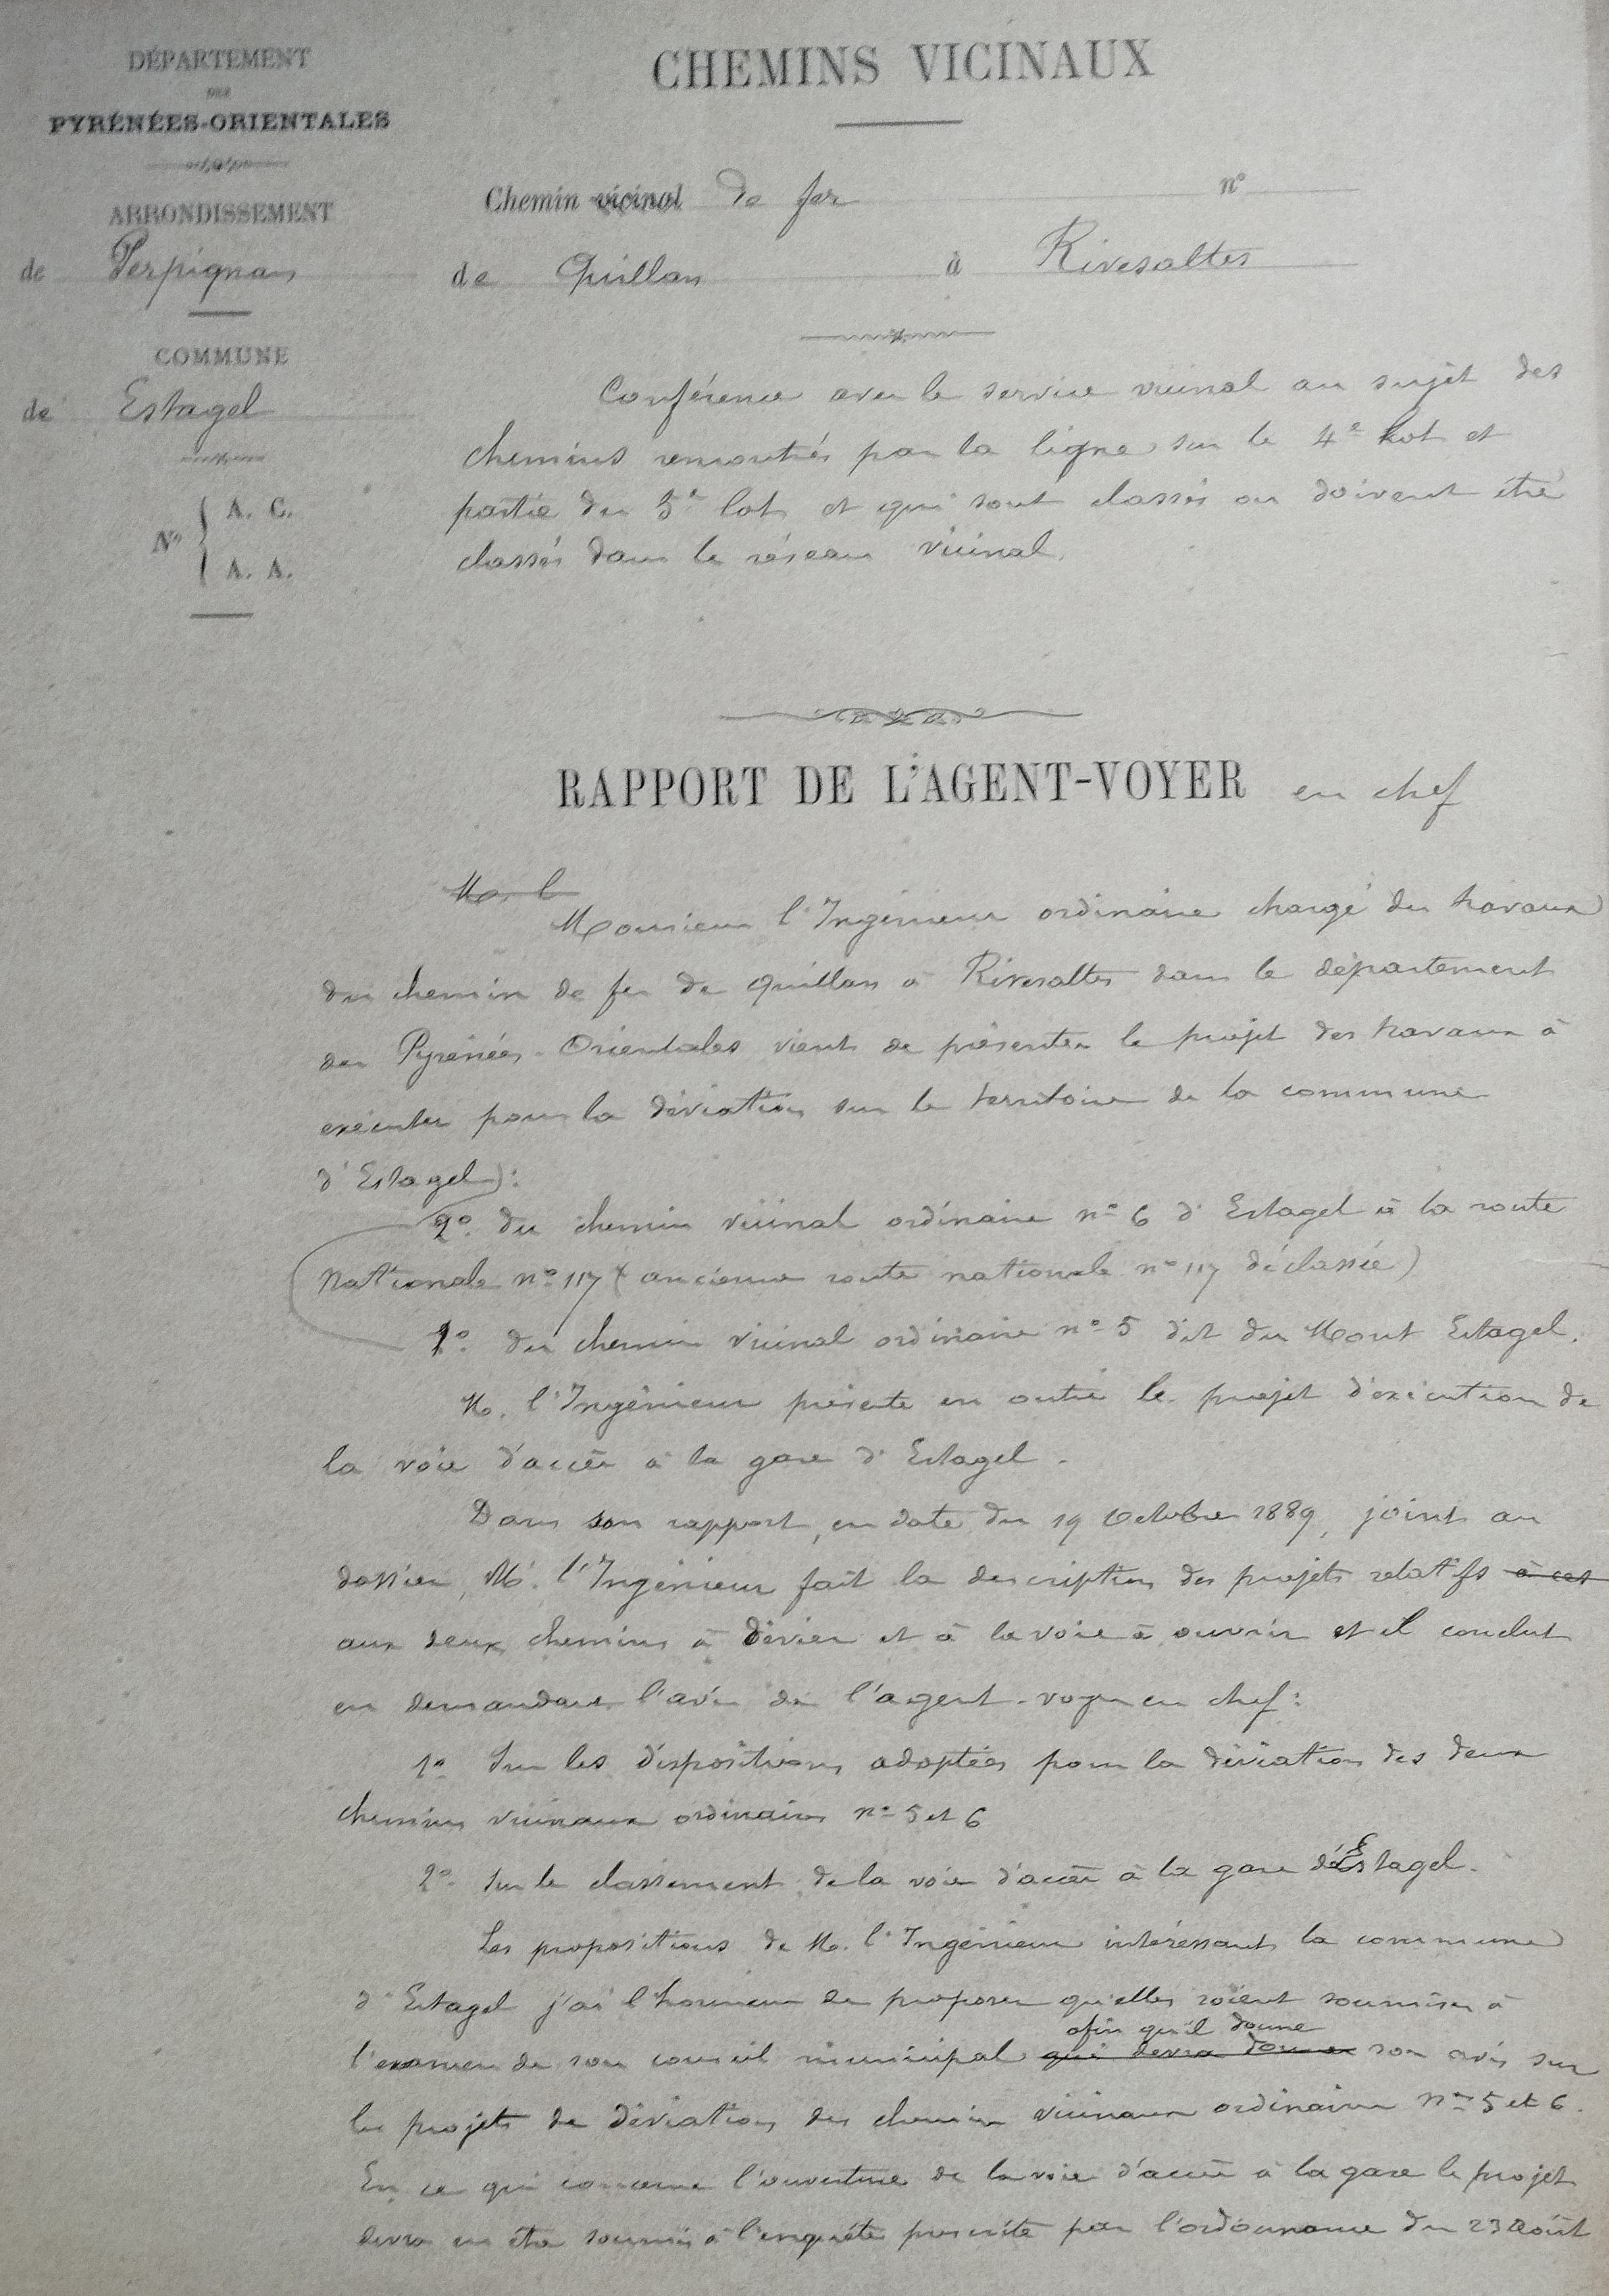 DÉPARTEMENT
DES
PYRÉNÉES-ORIENTALES
ARRONDISSEMENT
de Perpignan
COMMUNE
de Estagel
N° A. C.
A. A.
CHEMINS VICINAUX
Chemin vicinal de fer n°
de Quillan à Rivesaltes
Conférence avec le service vicinal au sujet des
chemins rencontrés par la ligne sur le 4e lot et
partie du 5e lot et qui sont classés ou doivent être
classés dans le réseau vicinal.
RAPPORT DE L'AGENT-VOYER en chef
M. l
Monsieur l'Ingénieur ordinaire chargé des travaux
du chemin de fer de Quillan à Rivesaltes dans le département
des Pyrénées-Orientales vient de présenter le projet des travaux à
exécuter pour la déviation sur le territoire de la commune
d'Estagel :
2° du chemin vicinal ordinaire n° 6 d'Estagel à la route
Nationale n° 117 (ancienne route nationale n° 117 déclassée)
1° du chemin vicinal ordinaire n° 5 dit du Mont Estagel.
M. l'Ingénieur présente en outre le projet d'exécution de
la voie d'accès à la gare d'Estagel.
Dans son rapport, en date du 19 Octobre 1889, joint au
dossier, M. l'Ingénieur fait la description des projets relatifs à ces
aux deux chemins à dévier et à la voie à ouvrir et il conclut
en demandant l'avis de l'agent-voyer en chef :
1° Sur les dispositions adoptées pour la déviation des deux
chemins vicinaux ordinaires nos 5 et 6
2° Sur le classement de la voie d'accès à la gare d'Estagel.
Les propositions de M. l'Ingénieur intéressant la commune
d'Estagel j'ai l'honneur de proposer qu'elles soient soumises à
afin qu'il donne
l'examen de son conseil municipal qui devra donner son avis sur
les projets de déviation des chemins vicinaux ordinaires nos 5 et 6.
En ce qui concerne l'ouverture de la voie d'accès à la gare le projet
devra en être soumis à l'enquête prescrite par l'ordonnance du 23 Août